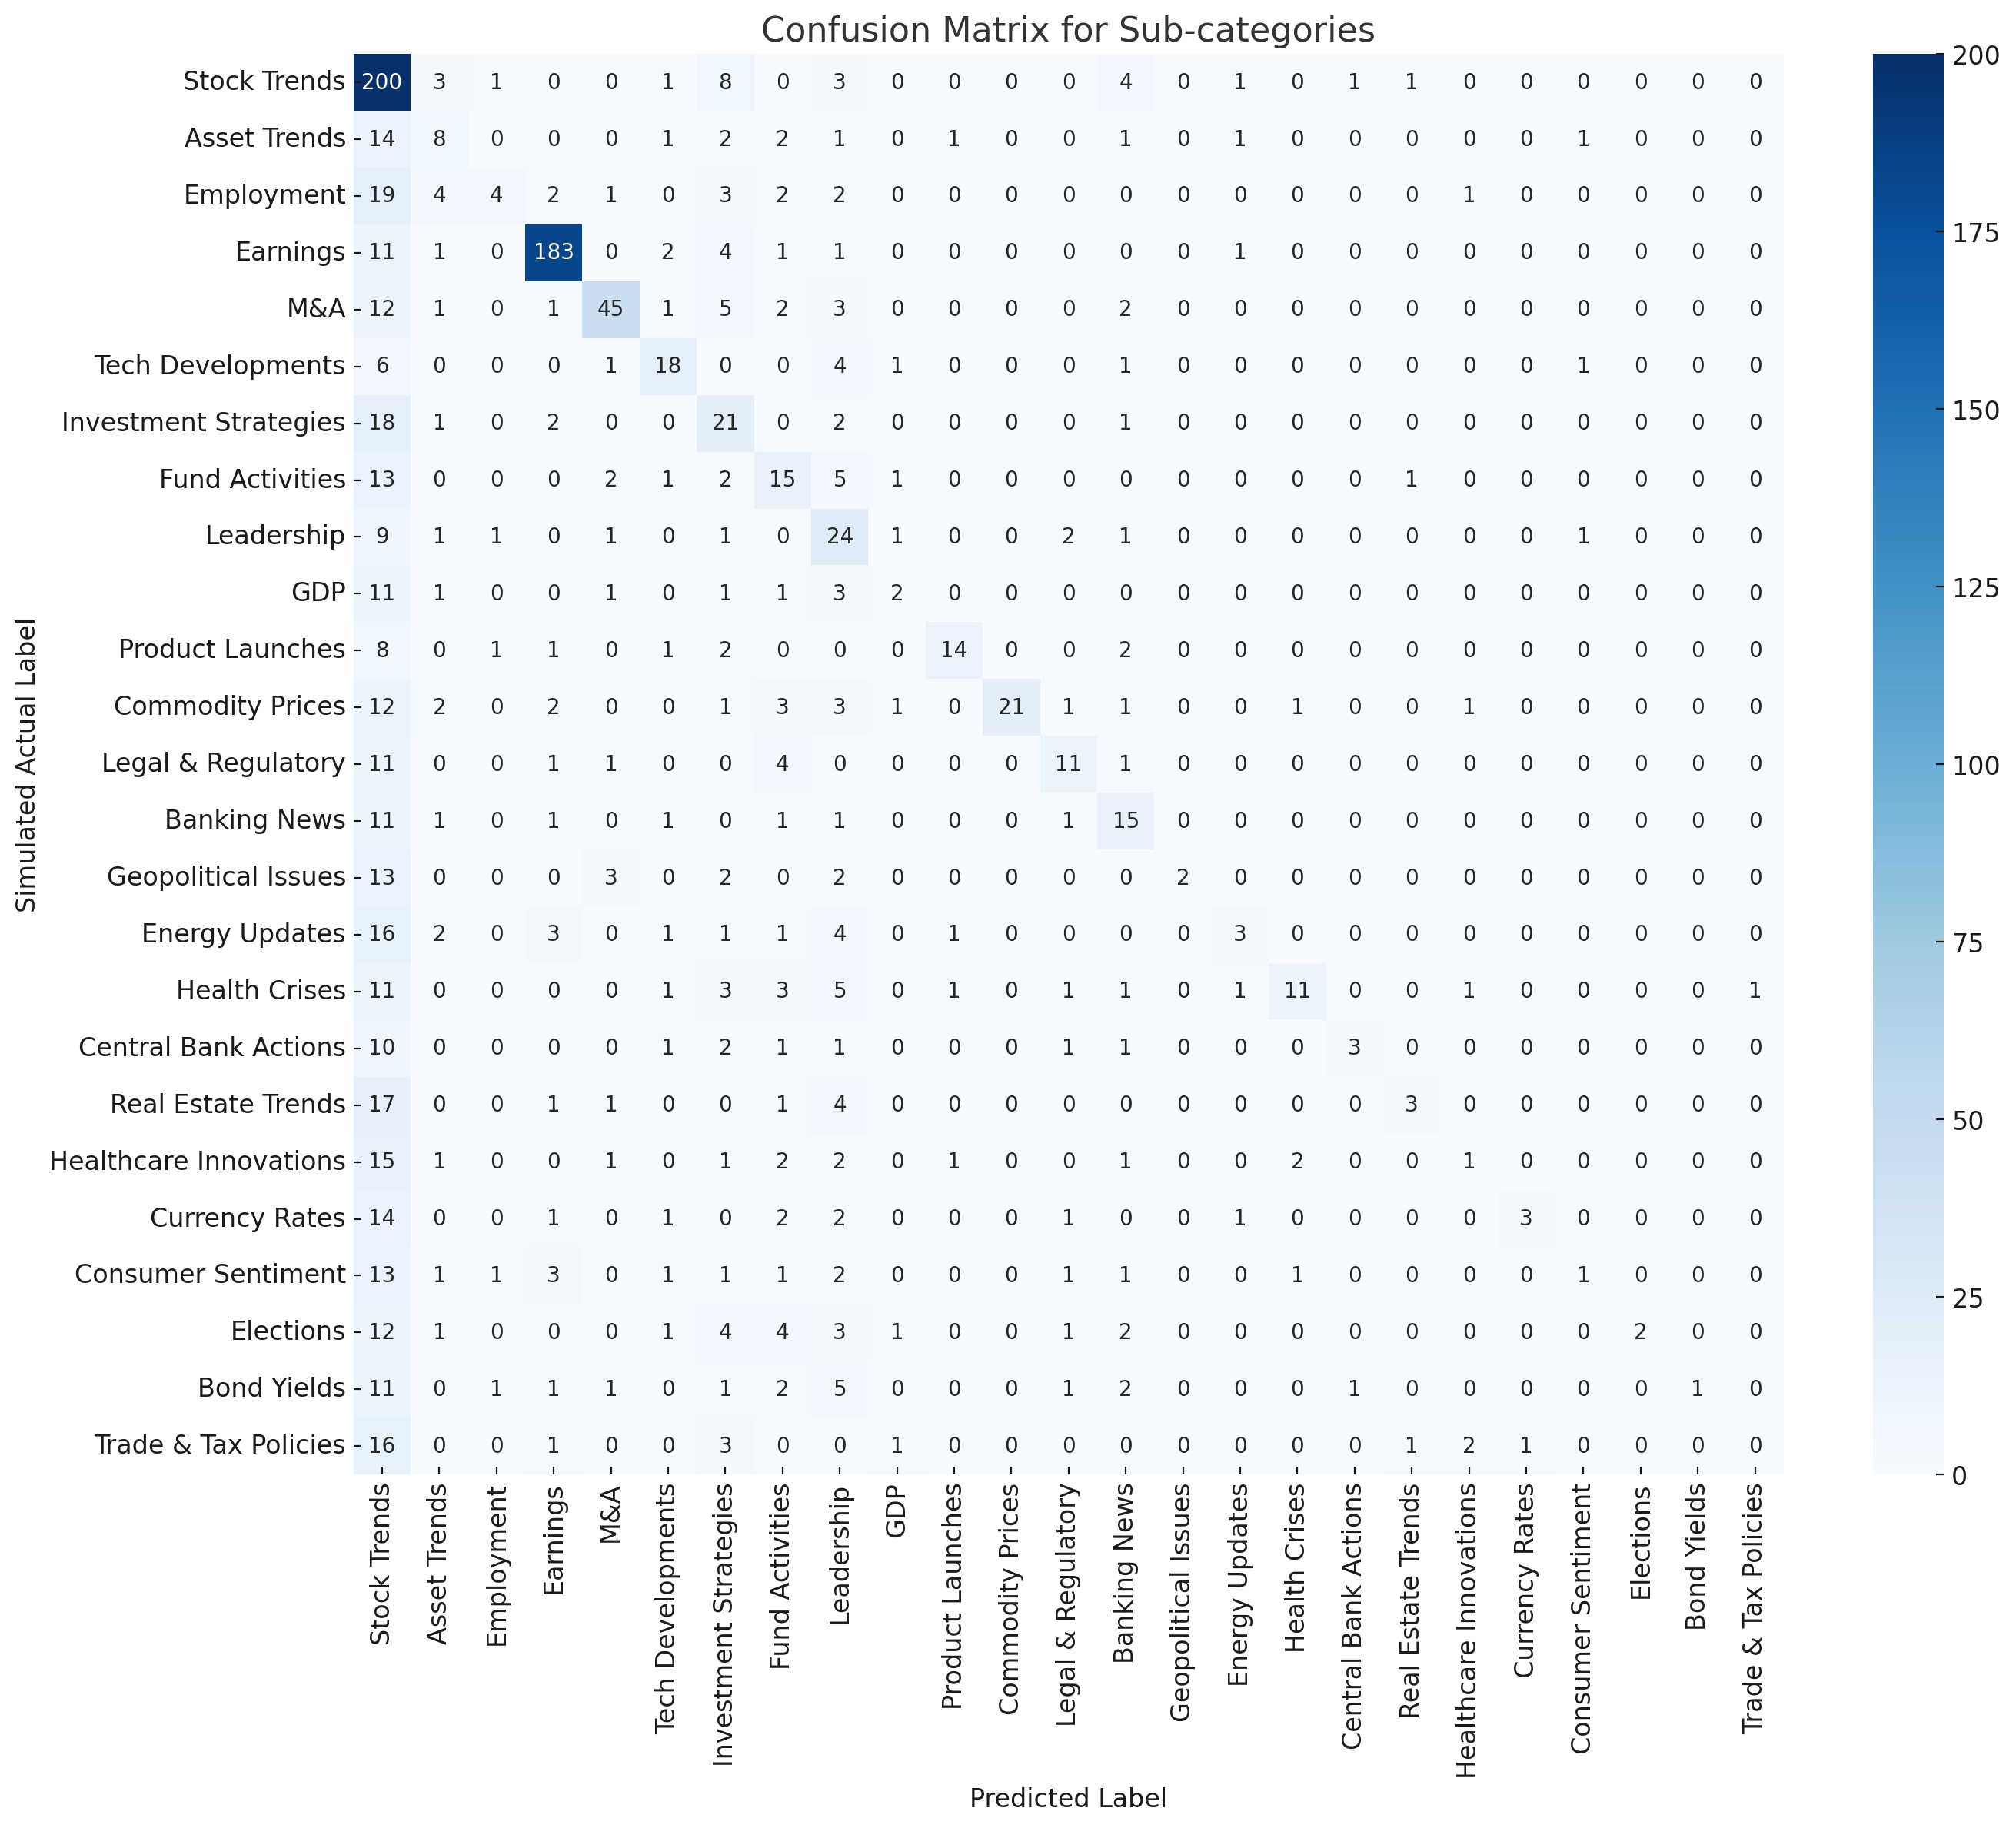 Confusion Matrix for Sub-categories
Simulated Actual Label
Stock Trends 200 3 1 0 0 1 8 0 3 0 0 0 0 4 0 1 0 1 1 0 0 0 0 0 0
Asset Trends 14 8 0 0 0 1 2 2 1 0 1 0 0 1 0 1 0 0 0 0 0 1 0 0 0
Employment 19 4 4 2 1 0 3 2 2 0 0 0 0 0 0 0 0 0 0 1 0 0 0 0 0
Earnings 11 1 0 183 0 2 4 1 1 0 0 0 0 0 0 1 0 0 0 0 0 0 0 0 0
M&A 12 1 0 1 45 1 5 2 3 0 0 0 0 2 0 0 0 0 0 0 0 0 0 0 0
Tech Developments 6 0 0 0 1 18 0 0 4 1 0 0 0 1 0 0 0 0 0 0 0 1 0 0 0
Investment Strategies 18 1 0 2 0 0 21 0 2 0 0 0 0 1 0 0 0 0 0 0 0 0 0 0 0
Fund Activities 13 0 0 0 2 1 2 15 5 1 0 0 0 0 0 0 0 0 1 0 0 0 0 0 0
Leadership 9 1 1 0 1 0 1 0 24 1 0 0 2 1 0 0 0 0 0 0 0 1 0 0 0
GDP 11 1 0 0 1 0 1 1 3 2 0 0 0 0 0 0 0 0 0 0 0 0 0 0 0
Product Launches 8 0 1 1 0 1 2 0 0 0 14 0 0 2 0 0 0 0 0 0 0 0 0 0 0
Commodity Prices 12 2 0 2 0 0 1 3 3 1 0 21 1 1 0 0 1 0 0 1 0 0 0 0 0
Legal & Regulatory 11 0 0 1 1 0 0 4 0 0 0 0 11 1 0 0 0 0 0 0 0 0 0 0 0
Banking News 11 1 0 1 0 1 0 1 1 0 0 0 1 15 0 0 0 0 0 0 0 0 0 0 0
Geopolitical Issues 13 0 0 0 3 0 2 0 2 0 0 0 0 0 2 0 0 0 0 0 0 0 0 0 0
Energy Updates 16 2 0 3 0 1 1 1 4 0 1 0 0 0 0 3 0 0 0 0 0 0 0 0 0
Health Crises 11 0 0 0 0 1 3 3 5 0 1 0 1 1 0 1 11 0 0 1 0 0 0 0 1
Central Bank Actions 10 0 0 0 0 1 2 1 1 0 0 0 1 1 0 0 0 3 0 0 0 0 0 0 0
Real Estate Trends 17 0 0 1 1 0 0 1 4 0 0 0 0 0 0 0 0 0 3 0 0 0 0 0 0
Healthcare Innovations 15 1 0 0 1 0 1 2 2 0 1 0 0 1 0 0 2 0 0 1 0 0 0 0 0
Currency Rates 14 0 0 1 0 1 0 2 2 0 0 0 1 0 0 1 0 0 0 0 3 0 0 0 0
Consumer Sentiment 13 1 1 3 0 1 1 1 2 0 0 0 1 1 0 0 1 0 0 0 0 1 0 0 0
Elections 12 1 0 0 0 1 4 4 3 1 0 0 1 2 0 0 0 0 0 0 0 0 2 0 0
Bond Yields 11 0 1 1 1 0 1 2 5 0 0 0 1 2 0 0 0 1 0 0 0 0 0 1 0
Trade & Tax Policies 16 0 0 1 0 0 3 0 0 1 0 0 0 0 0 0 0 0 1 2 1 0 0 0 0
Stock Trends
Asset Trends
Employment
Earnings
M&A
Tech Developments
Investment Strategies
Fund Activities
Leadership
GDP
Product Launches
Commodity Prices
Legal & Regulatory
Banking News
Geopolitical Issues
Energy Updates
Health Crises
Central Bank Actions
Real Estate Trends
Healthcare Innovations
Currency Rates
Consumer Sentiment
Elections
Bond Yields
Trade & Tax Policies
Predicted Label
200
175
150
125
100
75
50
25
0